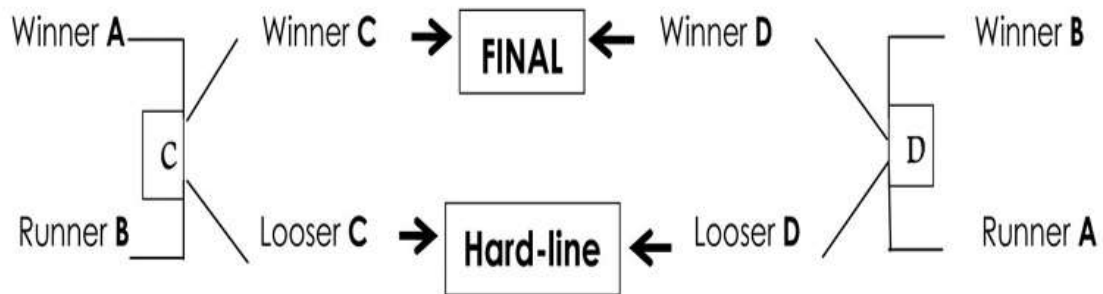 Winner A Winner C FINAL Winner D Winner B
C D
Runner B Looser C Hard-line Looser D Runner A